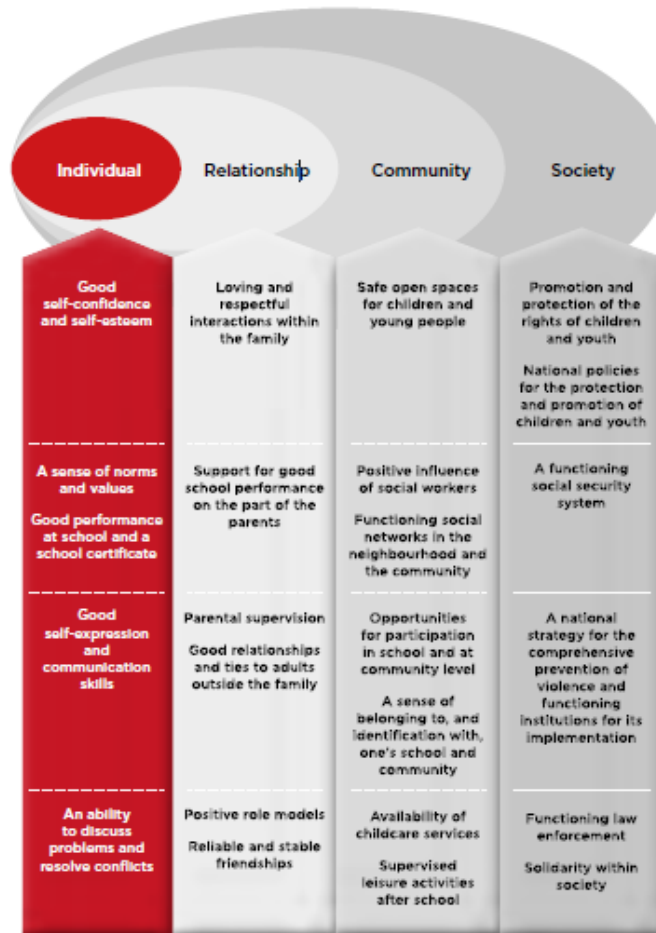 Individual
Relationship
Community
Society
Good
self-confidence
and self-esteem
Loving and
respectful
interactions within
the family
Safe open spaces
for children and
young people
Promotion and
protection of the
rights of children
and youth
National policies
for the protection
and promotion of
children and youth
A sense of norms
and values
Good performance
at school and a
school certificate
Support for good
school performance
on the part of the
parents
Positive influence
of social workers
Functioning social
networks in the
neighbourhood and
the community
A functioning
social security
system
Good
self-expression
and
communication
skills
Parental supervision
Good relationships
and ties to adults
outside the family
Opportunities
for participation
in school and at
community level
A sense of
belonging to, and
identification with,
one's school and
community
A national
strategy for the
comprehensive
prevention of
violence and
functioning
institutions for its
implementation
An ability
to discuss
problems and
resolve conflicts
Positive role models
Reliable and stable
friendships
Availability of
childcare services
Supervised
leisure activities
after school
Functioning law
enforcement
Solidarity within
society